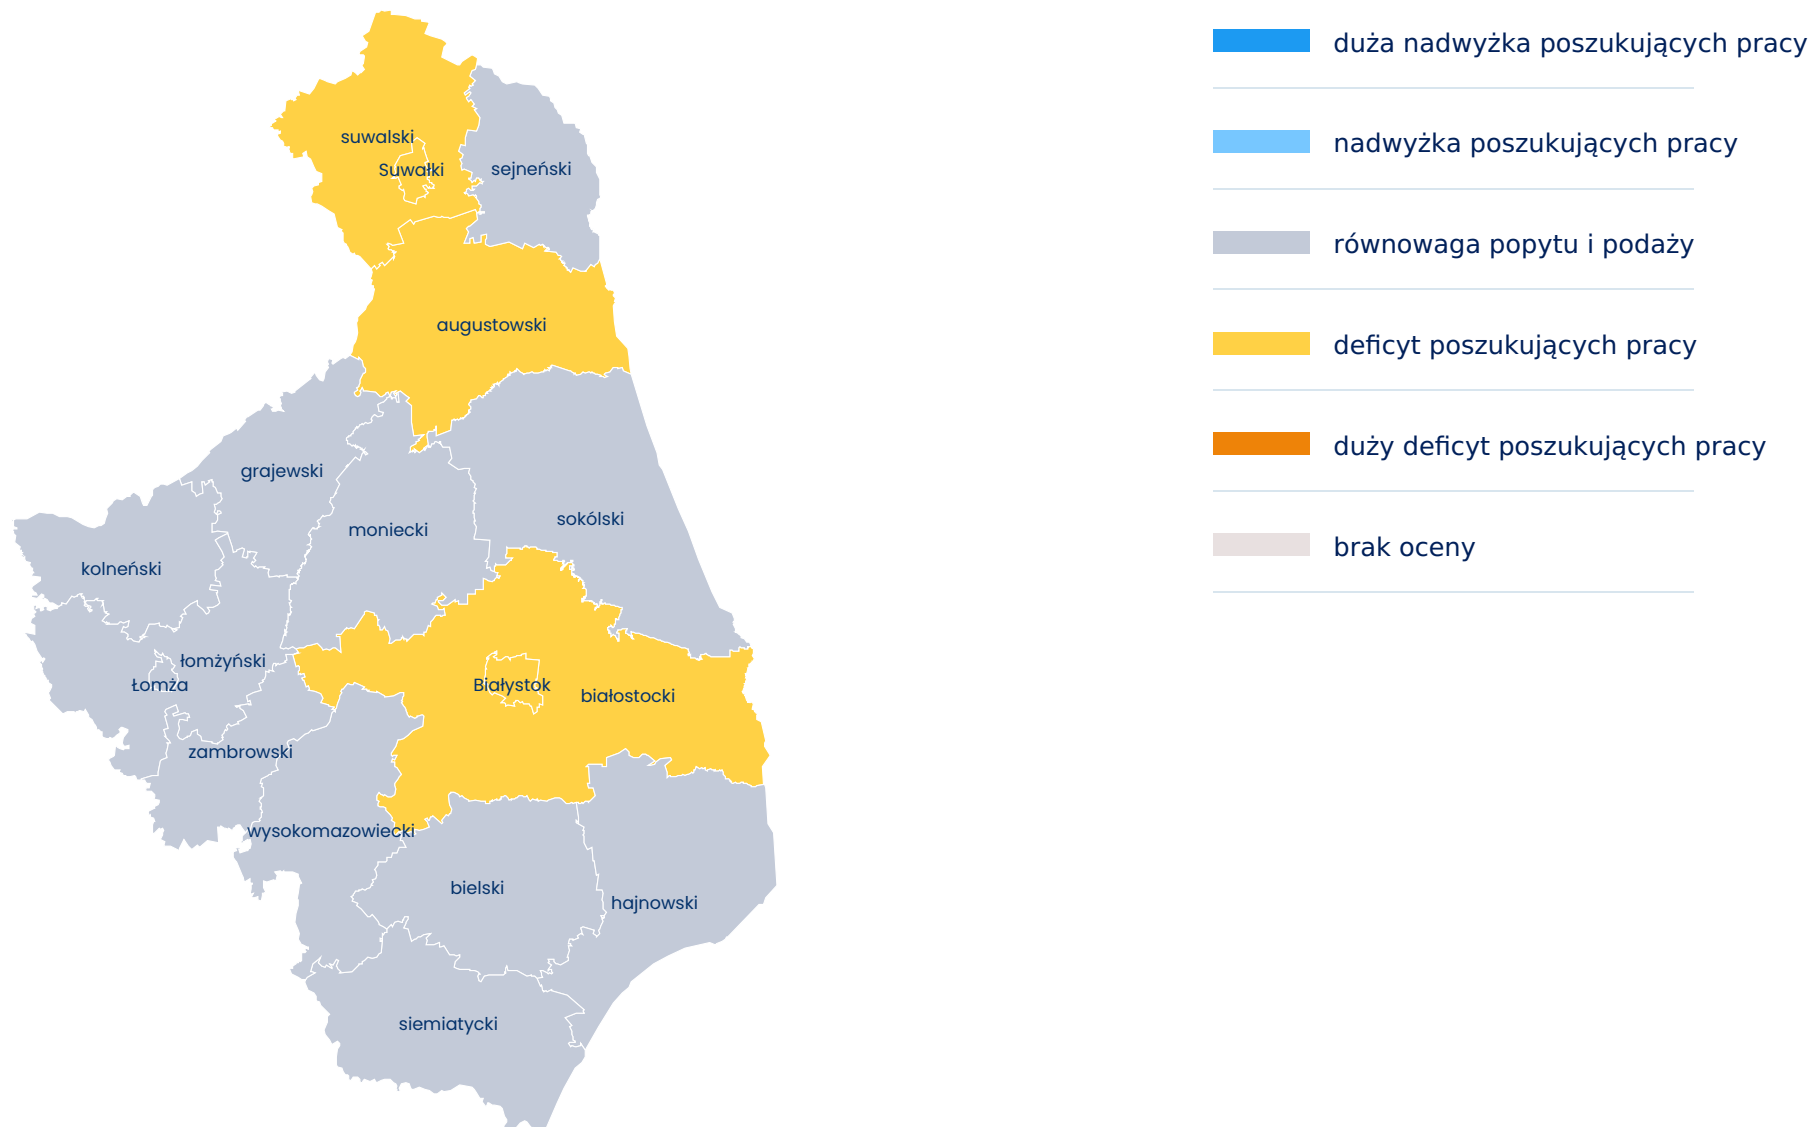 suwalski
Suwałki
sejneński
augustowski
grajewski
moniecki
sokólski
kolneński
łomżyński
Łomża
Białystok
białostocki
zambrowski
wysokomazowiecki
bielski
hajnowski
siemiatycki
duża nadwyżka poszukujących pracy
nadwyżka poszukujących pracy
równowaga popytu i podaży
deficyt poszukujących pracy
duży deficyt poszukujących pracy
brak oceny